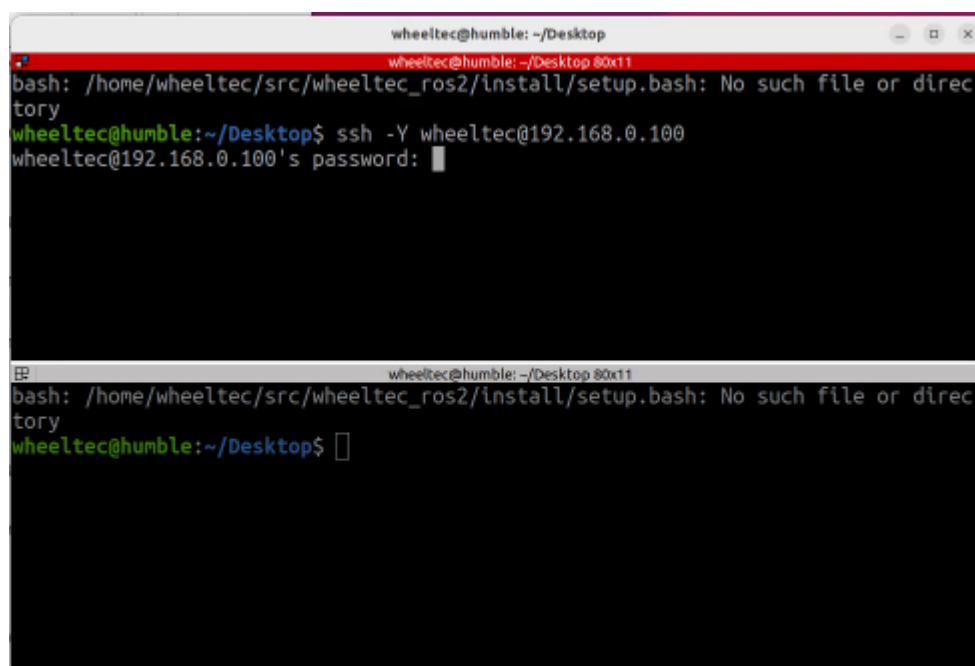 wheeltec@humble: ~/Desktop
wheeltec@humble: ~/Desktop 80x11
bash: /home/wheeltec/src/wheeltec_ros2/install/setup.bash: No such file or direc
tory
wheeltec@humble:~/Desktop$ ssh -Y wheeltec@192.168.0.100
wheeltec@192.168.0.100's password:
wheeltec@humble: ~/Desktop 80x11
bash: /home/wheeltec/src/wheeltec_ros2/install/setup.bash: No such file or direc
tory
wheeltec@humble:~/Desktop$